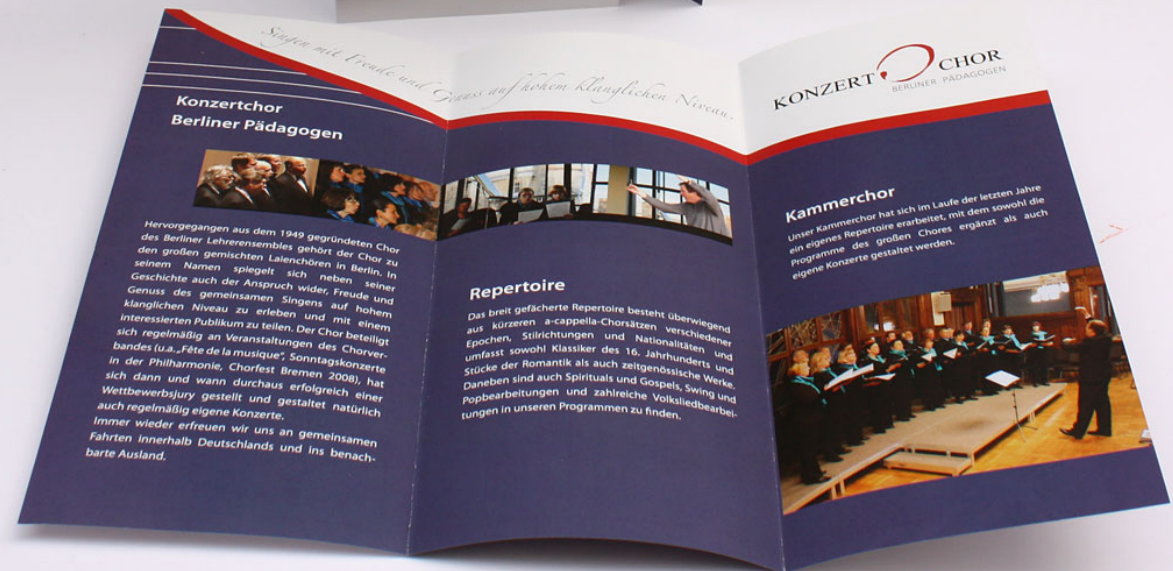 Singen mit Freude und Genuss auf hohem klanglichen Niveau.
Konzertchor
Berliner Pädagogen
Hervorgegangen aus dem 1949 gegründeten Chor
des Berliner Lehrerensembles gehört der Chor zu
den großen gemischten Laienchören in Berlin. In
seinem Namen spiegelt sich neben seiner
Geschichte auch der Anspruch wider, Freude und
Genuss des gemeinsamen Singens auf hohem
klanglichen Niveau zu erleben und mit einem
interessierten Publikum zu teilen. Der Chor beteiligt
sich regelmäßig an Veranstaltungen des Chorver-
bandes (u.a. „Fête de la musique", Sonntagskonzerte
in der Philharmonie, Chorfest Bremen 2008), hat
sich dann und wann durchaus erfolgreich einer
Wettbewerbsjury gestellt und gestaltet natürlich
auch regelmäßig eigene Konzerte.
Immer wieder erfreuen wir uns an gemeinsamen
Fahrten innerhalb Deutschlands und ins benach-
barte Ausland.
Repertoire
Das breit gefächerte Repertoire besteht überwiegend
aus kürzeren a-cappella-Chorsätzen verschiedener
Epochen, Stilrichtungen und Nationalitäten und
umfasst sowohl Klassiker des 16. Jahrhunderts und
Stücke der Romantik als auch zeitgenössische Werke.
Daneben sind auch Spirituals und Gospels, Swing und
Popbearbeitungen und zahlreiche Volksliedbearbei-
tungen in unseren Programmen zu finden.
KONZERT CHOR
BERLINER PÄDAGOGEN
Kammerchor
Unser Kammerchor hat sich im Laufe der letzten Jahre
ein eigenes Repertoire erarbeitet, mit dem sowohl die
Programme des großen Chores ergänzt als auch
eigene Konzerte gestaltet werden.